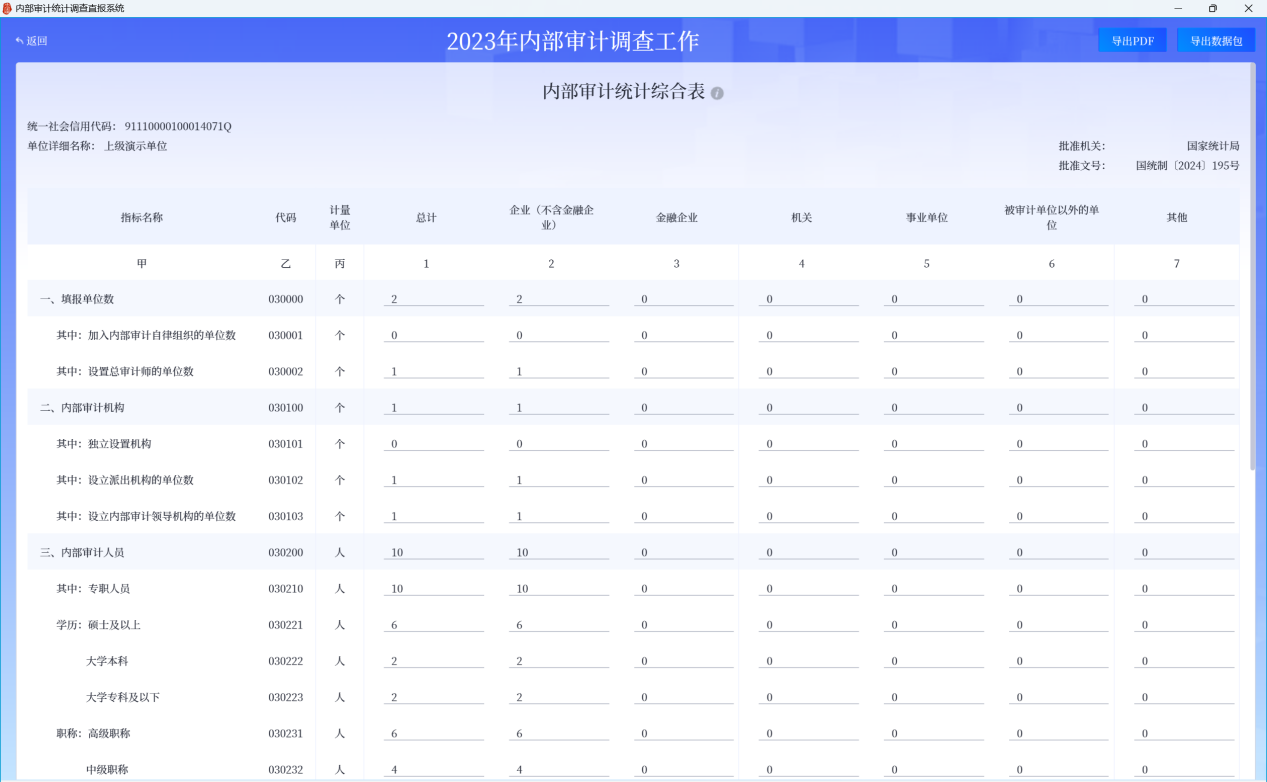 内部审计统计调查直报系统
返回
2023年内部审计调查工作
导出PDF 导出数据包
内部审计统计综合表
统一社会信用代码： 91110000100014071Q
单位详细名称： 上级演示单位
批准机关： 国家统计局
批准文号： 国统制〔2024〕195号
指标名称 代码 计量单位 总计 企业（不含金融企业） 金融企业 机关 事业单位 被审计单位以外的单位 其他
甲 乙 丙 1 2 3 4 5 6 7
一、填报单位数 030000 个 2 2 0 0 0 0 0
其中：加入内部审计自律组织的单位数 030001 个 0 0 0 0 0 0 0
其中：设置总审计师的单位数 030002 个 1 1 0 0 0 0 0
二、内部审计机构 030100 个 1 1 0 0 0 0 0
其中：独立设置机构 030101 个 0 0 0 0 0 0 0
其中：设立派出机构的单位数 030102 个 1 1 0 0 0 0 0
其中：设立内部审计领导机构的单位数 030103 个 1 1 0 0 0 0 0
三、内部审计人员 030200 人 10 10 0 0 0 0 0
其中：专职人员 030210 人 10 10 0 0 0 0 0
学历：硕士及以上 030221 人 6 6 0 0 0 0 0
大学本科 030222 人 2 2 0 0 0 0 0
大学专科及以下 030223 人 2 2 0 0 0 0 0
职称：高级职称 030231 人 6 6 0 0 0 0 0
中级职称 030232 人 4 4 0 0 0 0 0